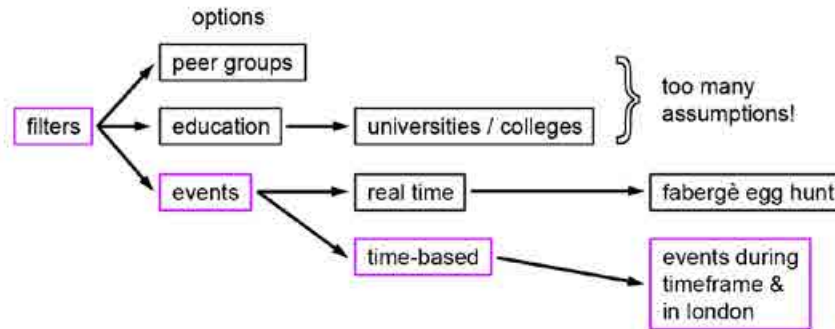 options
peer groups
too many
assumptions!
filters
education
universities / colleges
events
real time
fabergè egg hunt
time-based
events during
timeframe &
in london